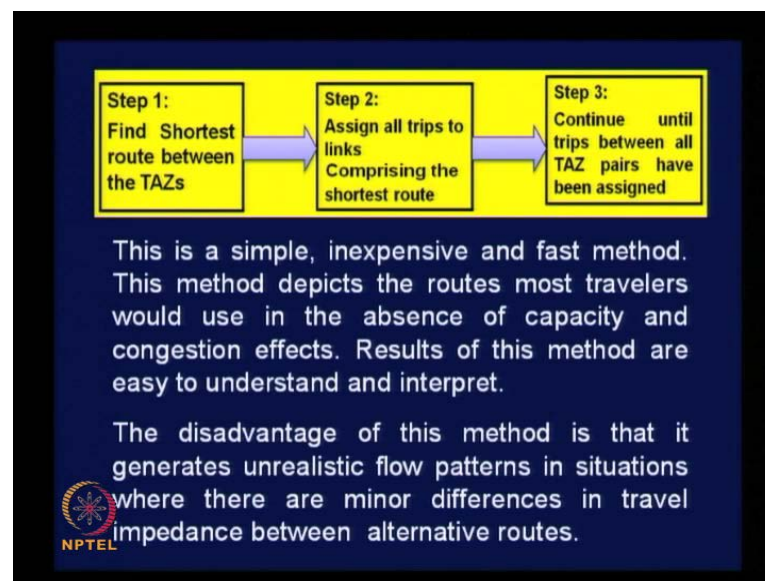 Step 1:
Find Shortest
route between
the TAZs
Step 2:
Assign all trips to
links
Comprising the
shortest route
Step 3:
Continue until
trips between all
TAZ pairs have
been assigned
This is a simple, inexpensive and fast method.
This method depicts the routes most travelers
would use in the absence of capacity and
congestion effects. Results of this method are
easy to understand and interpret.
The disadvantage of this method is that it
generates unrealistic flow patterns in situations
where there are minor differences in travel
impedance between alternative routes.
NPTEL